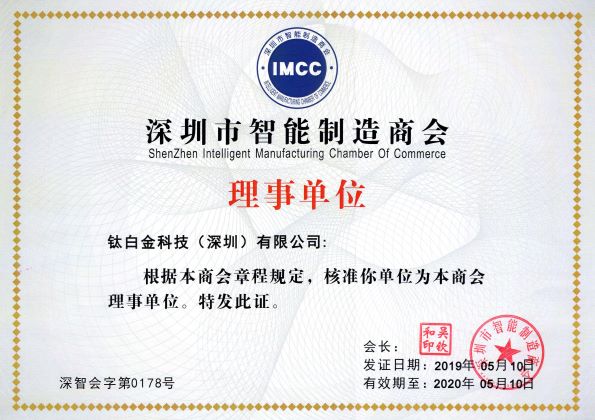 深圳市智能制造商会
IMCC
INTELLIGENT MANUFACTURING CHAMBER OF COMMERCE
深圳市智能制造商会
ShenZhen Intelligent Manufacturing Chamber Of Commerce
理事单位
钛白金科技（深圳）有限公司:
根据本商会章程规定，核准你单位为本商会
理事单位。特发此证。
会长:
吴钦和印
发证日期: 2019年 05月10日
深圳市智能制造商会
深智会字第0178号
有效期至: 2020年 05月10日